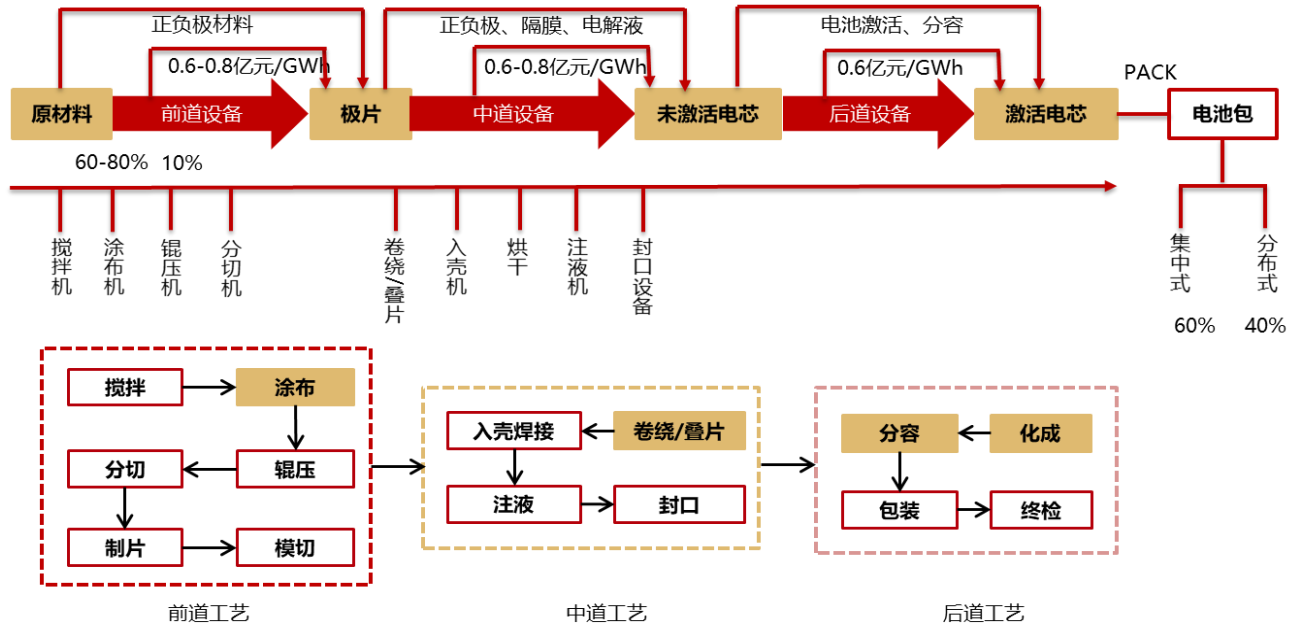 正负极材料
正负极、隔膜、电解液
电池激活、分容
0.6-0.8亿元/GWh
0.6-0.8亿元/GWh
0.6亿元/GWh
PACK
原材料
前道设备
极片
中道设备
未激活电芯
后道设备
激活电芯
电池包
60-80%
10%
搅拌机
涂布机
辊压机
分切机
卷绕/叠片
入壳机
烘干
注液机
封口设备
集中式
分布式
60%
40%
搅拌
涂布
分切
辊压
制片
模切
入壳焊接
卷绕/叠片
注液
封口
分容
化成
包装
终检
前道工艺
中道工艺
后道工艺